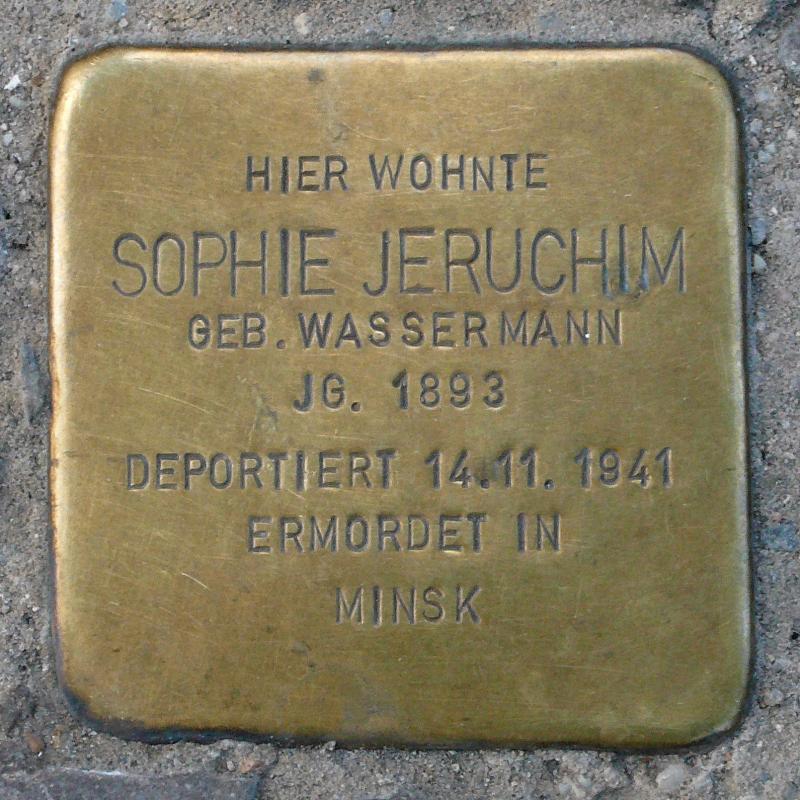 HIER WOHNTE
SOPHIE JERUCHIM
GEB. WASSERMANN
JG. 1893
DEPORTIERT 14.11. 1941
ERMORDET IN
MINSK